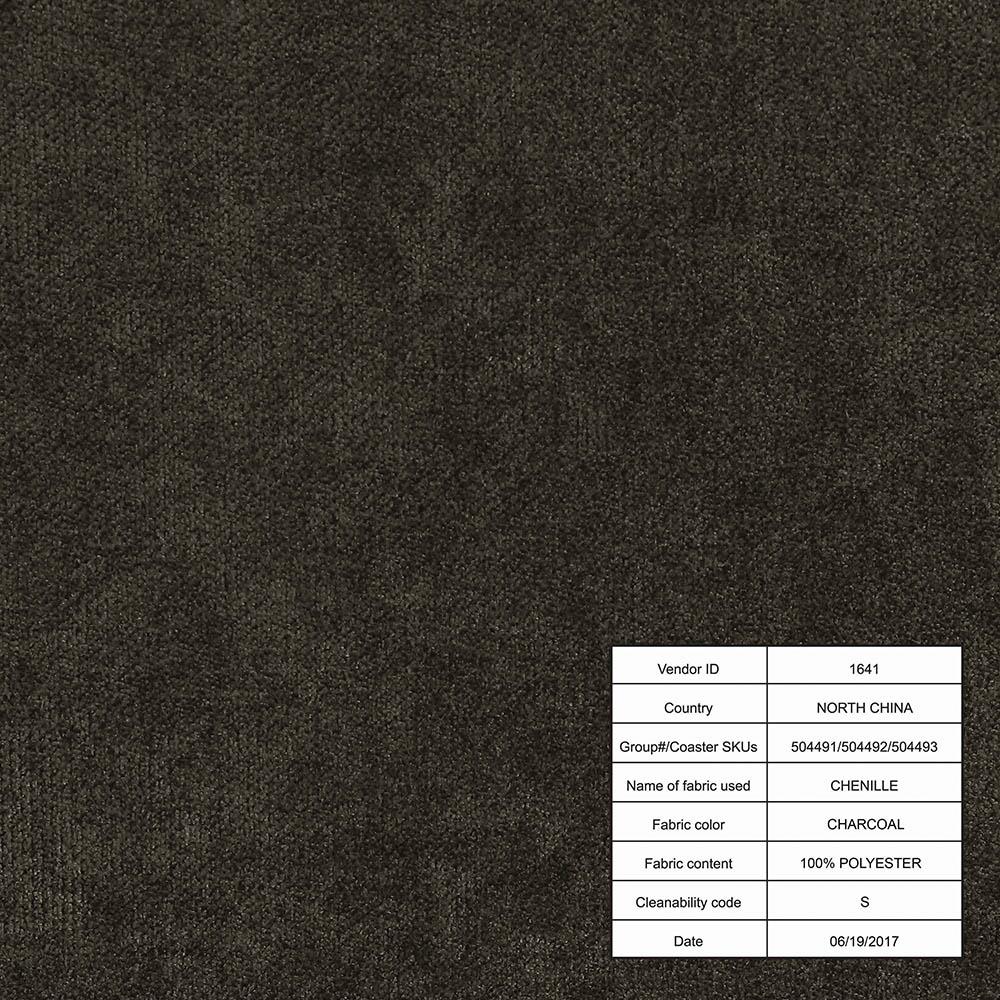 Vendor ID 1641
Country NORTH CHINA
Group#/Coaster SKUs 504491/504492/504493
Name of fabric used CHENILLE
Fabric color CHARCOAL
Fabric content 100% POLYESTER
Cleanability code S
Date 06/19/2017